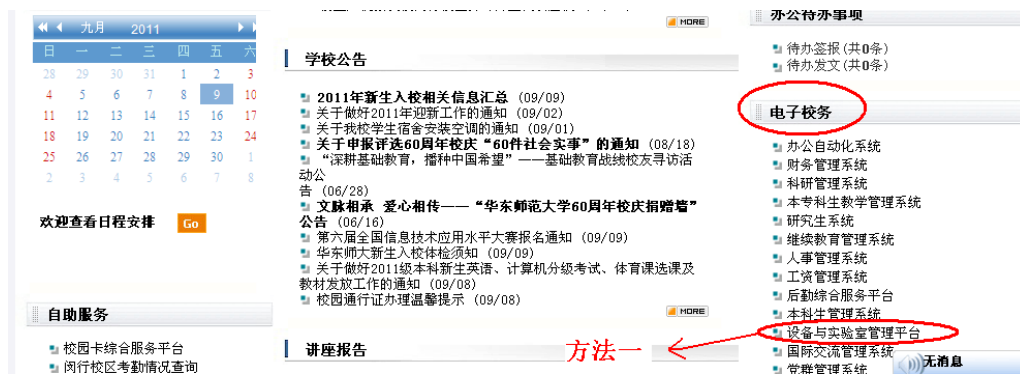 九月 2011
日 一 二 三 四 五 六
28 29 30 31 1 2 3
4 5 6 7 8 9 10
11 12 13 14 15 16 17
18 19 20 21 22 23 24
25 26 27 28 29 30 1
2 3 4 5 6 7 8
欢迎查看日程安排 Go
自助服务
校园卡综合服务平台
闵行校区考勤情况查询
MORE
学校公告
2011年新生入校相关信息汇总 (09/09)
关于做好2011年迎新工作的通知 (09/02)
关于我校学生宿舍安装空调的通知 (09/01)
关于申报评选60周年校庆“60件社会实事”的通知 (08/18)
“深耕基础教育，播种中国希望”——基础教育战线校友寻访活
动公
告 (06/28)
文脉相承 爱心相传——“华东师范大学60周年校庆捐赠墙”
公告 (06/16)
第六届全国信息技术应用水平大赛报名通知 (09/09)
华东师大新生入校体检须知 (09/09)
关于做好2011级本科新生英语、计算机分级考试、体育课选课及
教材发放工作的通知 (09/08)
校园通行证办理温馨提示 (09/08)
MORE
讲座报告
方法一
办公待办事项
待办签报(共0条)
待办发文(共0条)
电子校务
办公自动化系统
财务管理系统
科研管理系统
本专科生教学管理系统
研究生系统
继续教育管理系统
人事管理系统
工资管理系统
后勤综合服务平台
本科生管理系统
设备与实验室管理平台
国际交流管理系统
党群管理系统
无消息